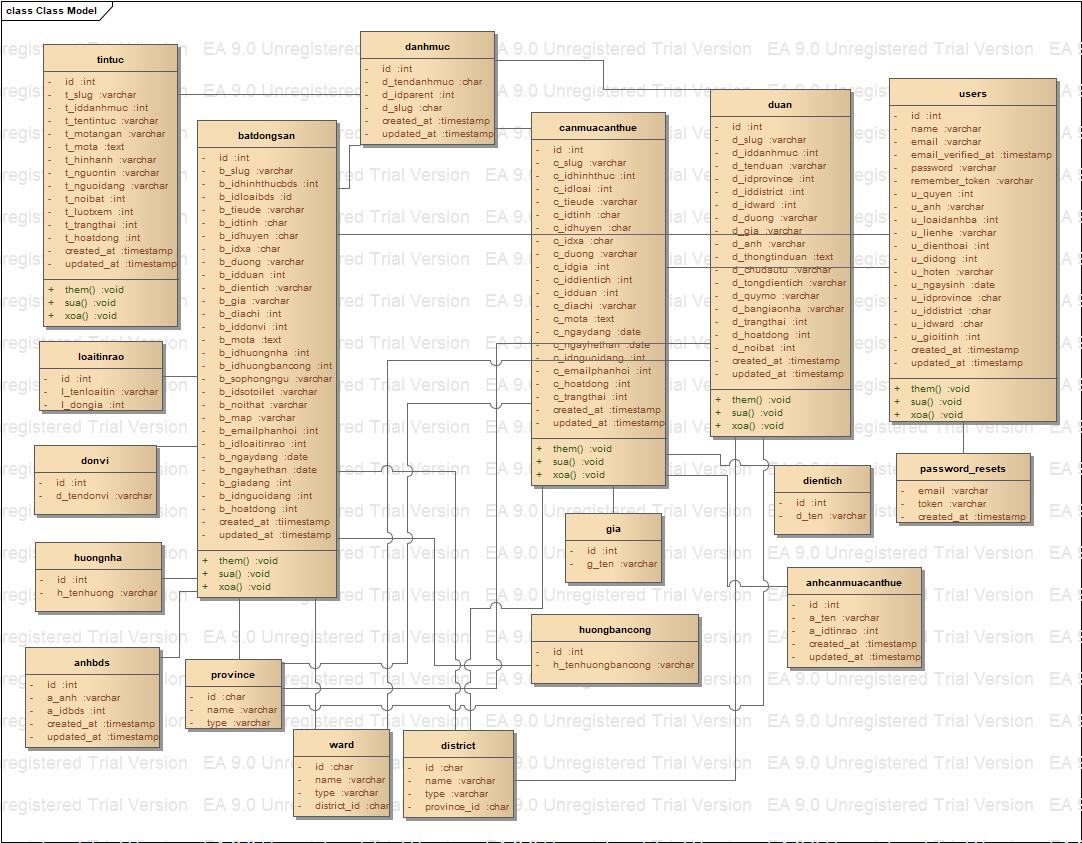 class Class Model
EA 9.0 Unregistered Trial Version
tintuc
- id :int
- t_slug :varchar
- t_iddanhmuc :int
- t_tentintuc :varchar
- t_motangan :varchar
- t_mota :text
- t_hinhanh :varchar
- t_nguontin :varchar
- t_nguoidang :varchar
- t_noibat :int
- t_luotxem :int
- t_trangthai :int
- t_hoatdong :int
- created_at :timestamp
- updated_at :timestamp
+ them() :void
+ sua() :void
+ xoa() :void
danhmuc
- id :int
- d_tendanhmuc :char
- d_idparent :int
- d_slug :char
- created_at :timestamp
- updated_at :timestamp
batdongsan
- id :int
- b_slug :varchar
- b_idhinhthucbds :int
- b_idloaibds :id
- b_tieude :varchar
- b_idtinh :char
- b_idhuyen :char
- b_idxa :char
- b_duong :varchar
- b_idduan :int
- b_dientich :varchar
- b_gia :varchar
- b_diachi :int
- b_iddonvi :int
- b_mota :text
- b_idhuongnha :int
- b_idhuongbancong :int
- b_sophongngu :varchar
- b_idsotoilet :varchar
- b_noithat :varchar
- b_map :varchar
- b_emailphanhoi :int
- b_idloaitinrao :int
- b_ngaydang :date
- b_ngayhethan :date
- b_giadang :int
- b_idnguoidang :int
- b_hoatdong :int
- created_at :tiimestamp
- updated_at :timestamp
+ them() :void
+ sua() :void
+ xoa() :void
canmuacanthue
- id :int
- c_slug :varchar
- c_idhinhthuc :int
- c_idloai :int
- c_tieude :varchar
- c_idtinh :char
- c_idhuyen :char
- c_idxa :char
- c_duong :varchar
- c_idgia :int
- c_iddientich :int
- c_idduan :int
- c_diachi :varchar
- c_mota :text
- c_ngaydang :date
- c_ngayhethan :date
- c_idnguoidang :int
- c_emailphanhoi :int
- c_hoatdong :int
- c_trangthai :int
- created_at :timestamp
- updated_at :timestamp
+ them() :void
+ sua() :void
+ xoa() :void
duan
- id :int
- d_slug :varchar
- d_iddanhmuc :int
- d_tenduan :varchar
- d_idprovince :int
- d_iddistrict :int
- d_idward :int
- d_duong :varchar
- d_gia :varchar
- d_anh :varchar
- d_thongtinduan :text
- d_chudautu :varchar
- d_tongdientich :varchar
- d_quymo :varchar
- d_bangiaonha :varchar
- d_trangthai :int
- d_hoatdong :int
- d_noibat :int
- created_at :timestamp
- updated_at :timestamp
+ them() :void
+ sua() :void
+ xoa() :void
users
- id :int
- name :varchar
- email :varchar
- email_verified_at :timestamp
- password :varchar
- remember_token :varchar
- u_quyen :int
- u_anh :varchar
- u_loaidanhba :int
- u_lienhe :varchar
- u_dienthoai :int
- u_didong :int
- u_hoten :varchar
- u_ngaysinh :date
- u_idprovince :char
- u_iddistrict :char
- u_idward :char
- u_gioitinh :int
- created_at :timestamp
- updated_at :timestamp
+ them() :void
+ sua() :void
+ xoa() :void
loaitinrao
- id :int
- l_tenloaitin :varchar
- l_dongia :int
donvi
- id :int
- d_tendonvi :varchar
huongnha
- id :int
- h_tenhuong :varchar
anhbds
- id :int
- a_anh :varchar
- a_idbds :int
- created_at :timestamp
- updated_at :timestamp
province
- id :char
- name :varchar
- type :varchar
ward
- id :char
- name :varchar
- type :varchar
- district_id :char
district
- id :char
- name :varchar
- type :varchar
- province_id :char
gia
- id :int
- g_ten :varchar
huongbancong
- id :int
- h_tenhuongbancong :varchar
dientich
- id :int
- d_ten :varchar
password_resets
- email :varchar
- token :varchar
- created_at :timestamp
anhcanmuacanthue
- id :int
- a_ten :varchar
- a_idtinrao :int
- created_at :timestamp
- updated_at :timestamp